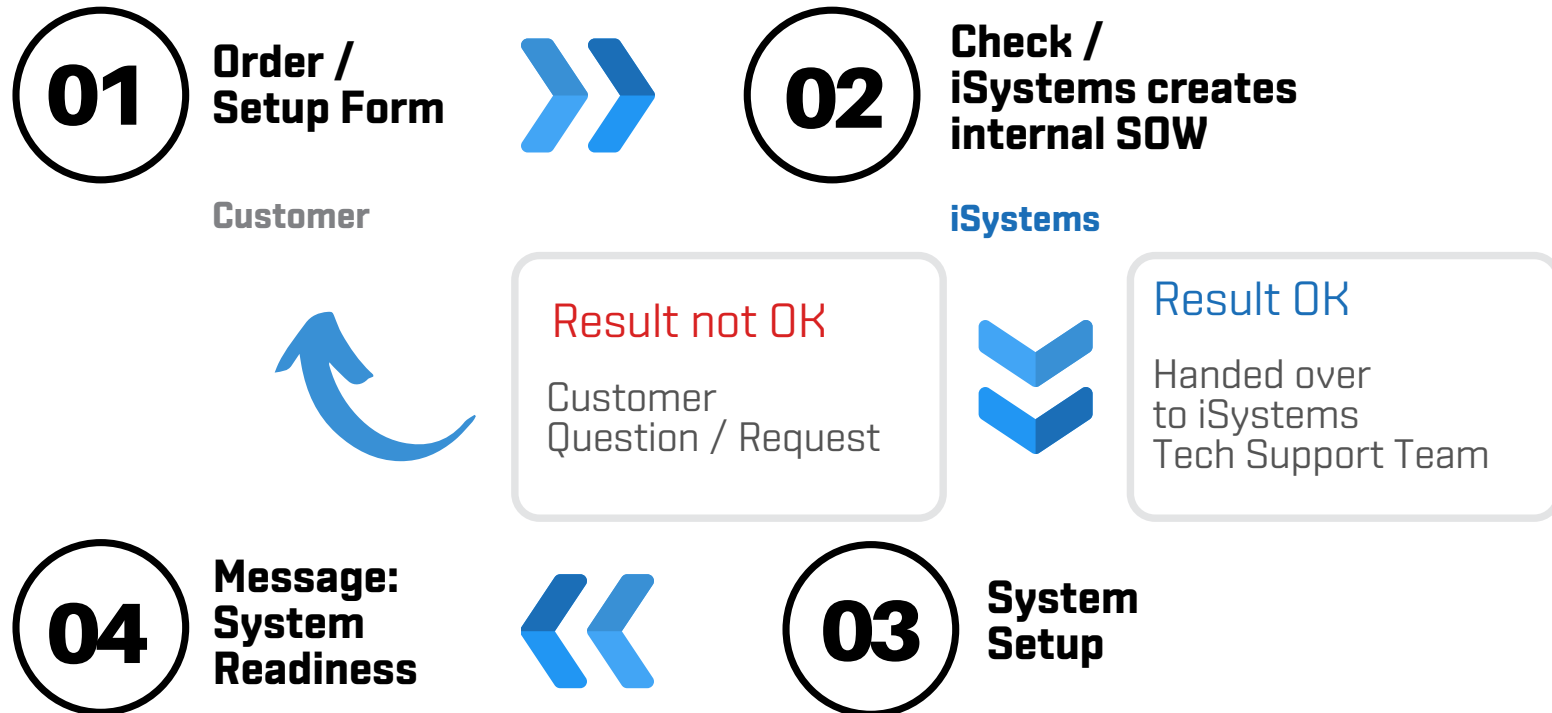 01
Order /
Setup Form
Customer
02
Check /
iSystems creates
internal SOW
iSystems
Result not OK
Customer
Question / Request
Result OK
Handed over
to iSystems
Tech Support Team
04
Message:
System
Readiness
03
System
Setup